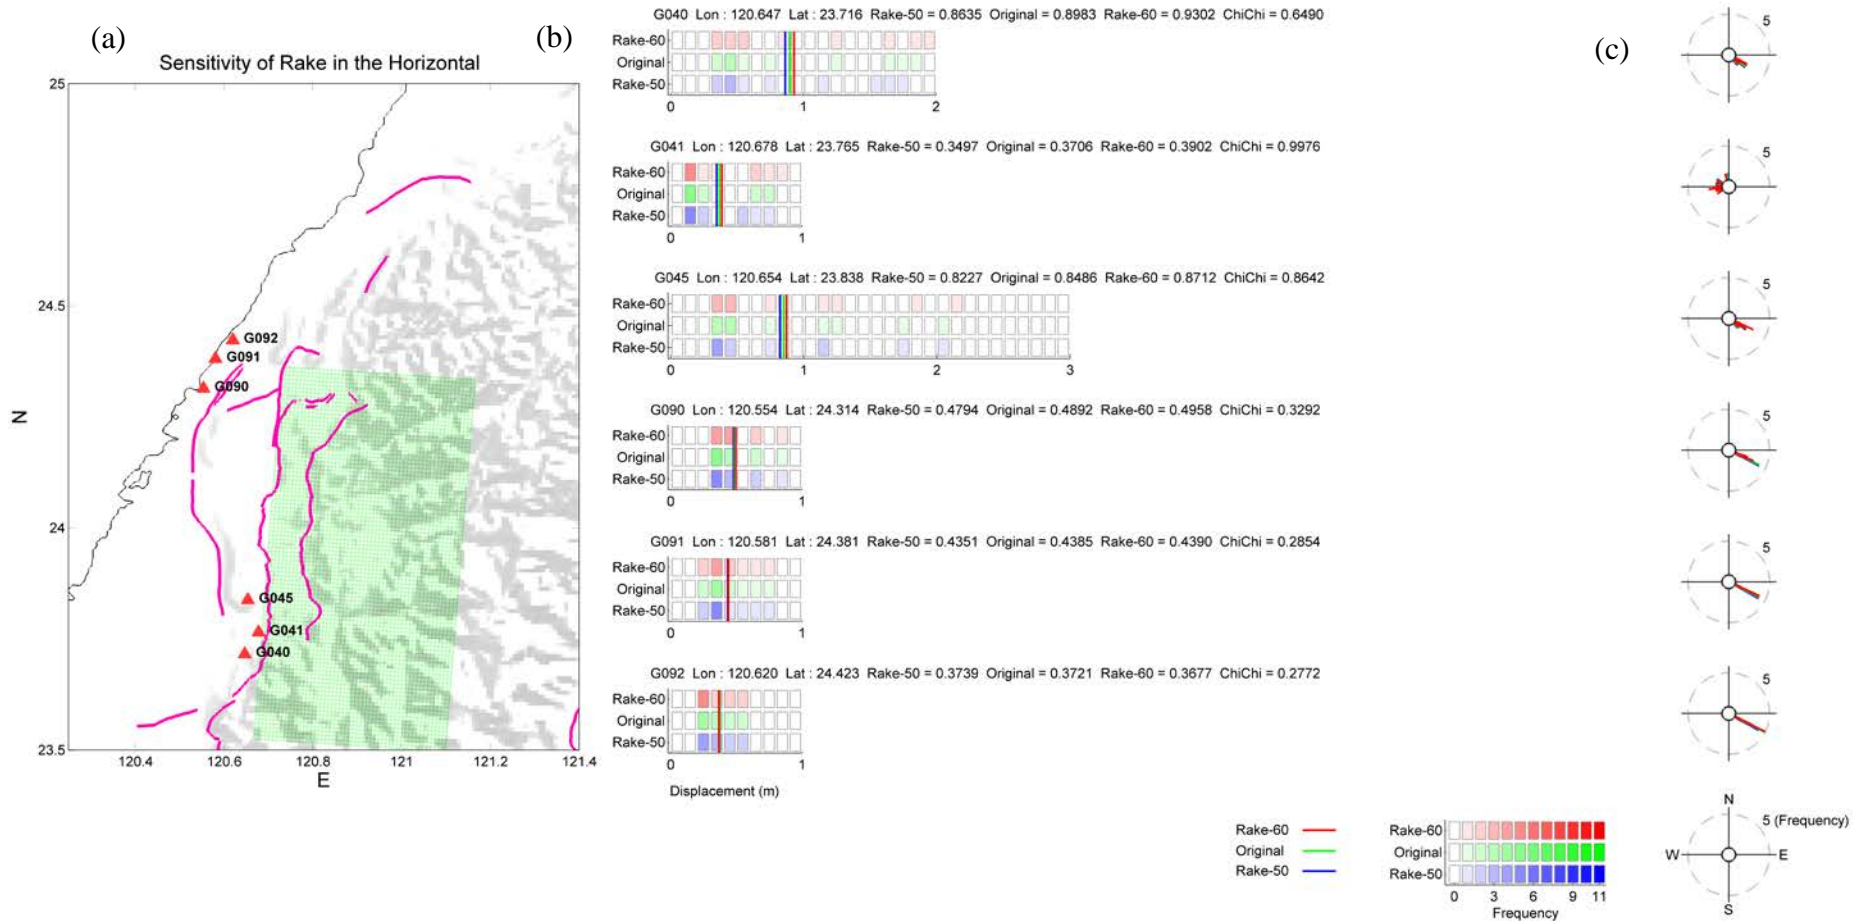 (a)
Sensitivity of Rake in the Horizontal
25
24.5
24
23.5
N
120.4 120.6 120.8 121 121.2 121.4
E
G092
G091
G090
G045
G041
G040
(b)
G040 Lon : 120.647 Lat : 23.716 Rake-50 = 0.8635 Original = 0.8983 Rake-60 = 0.9302 ChiChi = 0.6490
Rake-60
Original
Rake-50
0 1 2
G041 Lon : 120.678 Lat : 23.765 Rake-50 = 0.3497 Original = 0.3706 Rake-60 = 0.3902 ChiChi = 0.9976
Rake-60
Original
Rake-50
0 1
G045 Lon : 120.654 Lat : 23.838 Rake-50 = 0.8227 Original = 0.8486 Rake-60 = 0.8712 ChiChi = 0.8642
Rake-60
Original
Rake-50
0 1 2 3
G090 Lon : 120.554 Lat : 24.314 Rake-50 = 0.4794 Original = 0.4892 Rake-60 = 0.4958 ChiChi = 0.3292
Rake-60
Original
Rake-50
0 1
G091 Lon : 120.581 Lat : 24.381 Rake-50 = 0.4351 Original = 0.4385 Rake-60 = 0.4390 ChiChi = 0.2854
Rake-60
Original
Rake-50
0 1
G092 Lon : 120.620 Lat : 24.423 Rake-50 = 0.3739 Original = 0.3721 Rake-60 = 0.3677 ChiChi = 0.2772
Rake-60
Original
Rake-50
0 1
Displacement (m)
Rake-60
Original
Rake-50
Rake-60
Original
Rake-50
0 3 6 9 11
Frequency
(c)
5
5
5
5
5
5
N
5 (Frequency)
W E
S